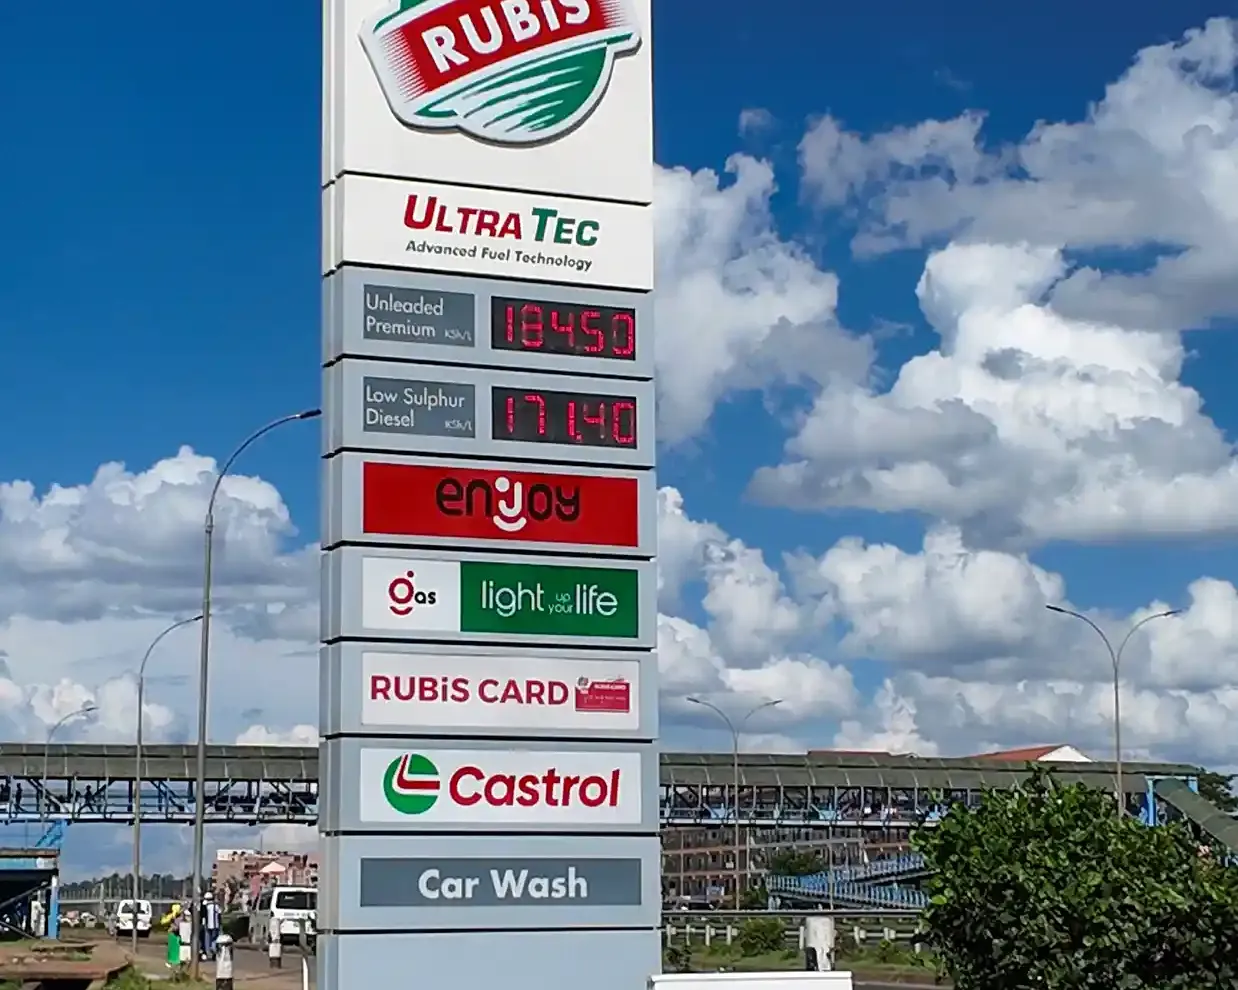 RUBiS
ULTRA TEC
Advanced Fuel Technology
Unleaded
Premium KSh/L
184.50
Low Sulphur
Diesel KSh/L
171.40
enjoy
gas
light up your life
RUBiS CARD
Castrol
Car Wash